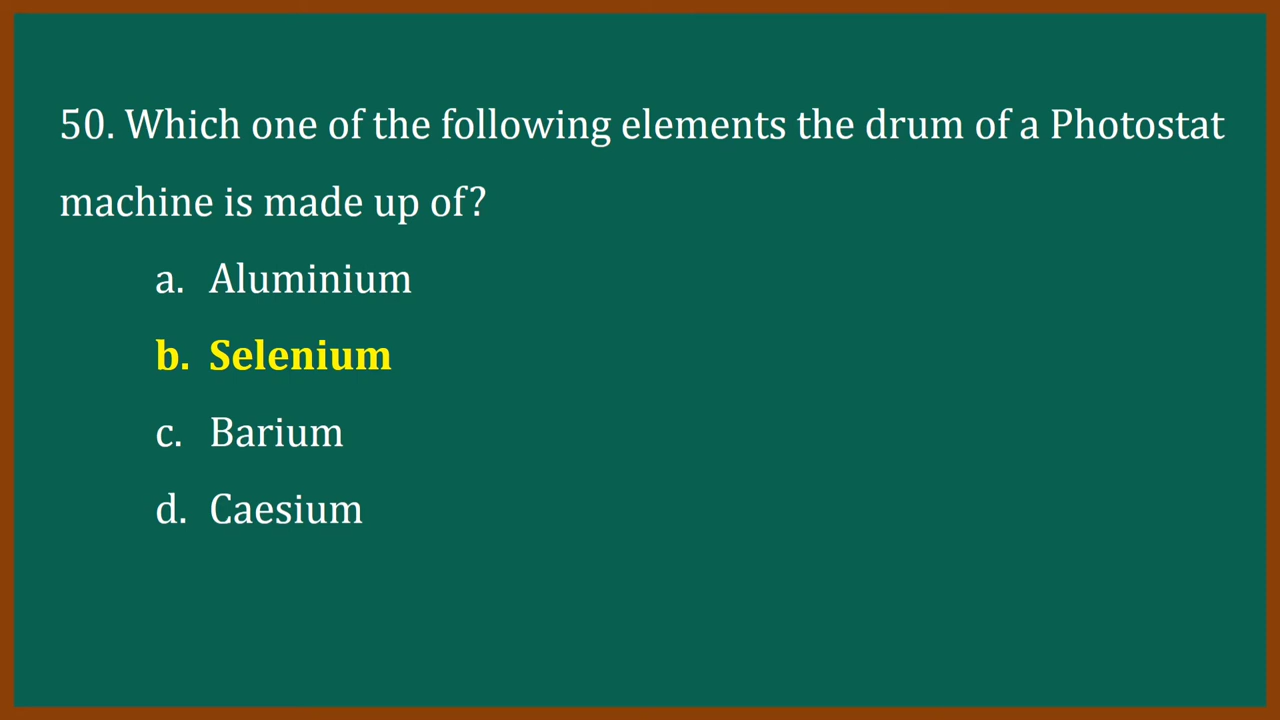 50. Which one of the following elements the drum of a Photostat
machine is made up of?
a. Aluminium
b. Selenium
c. Barium
d. Caesium